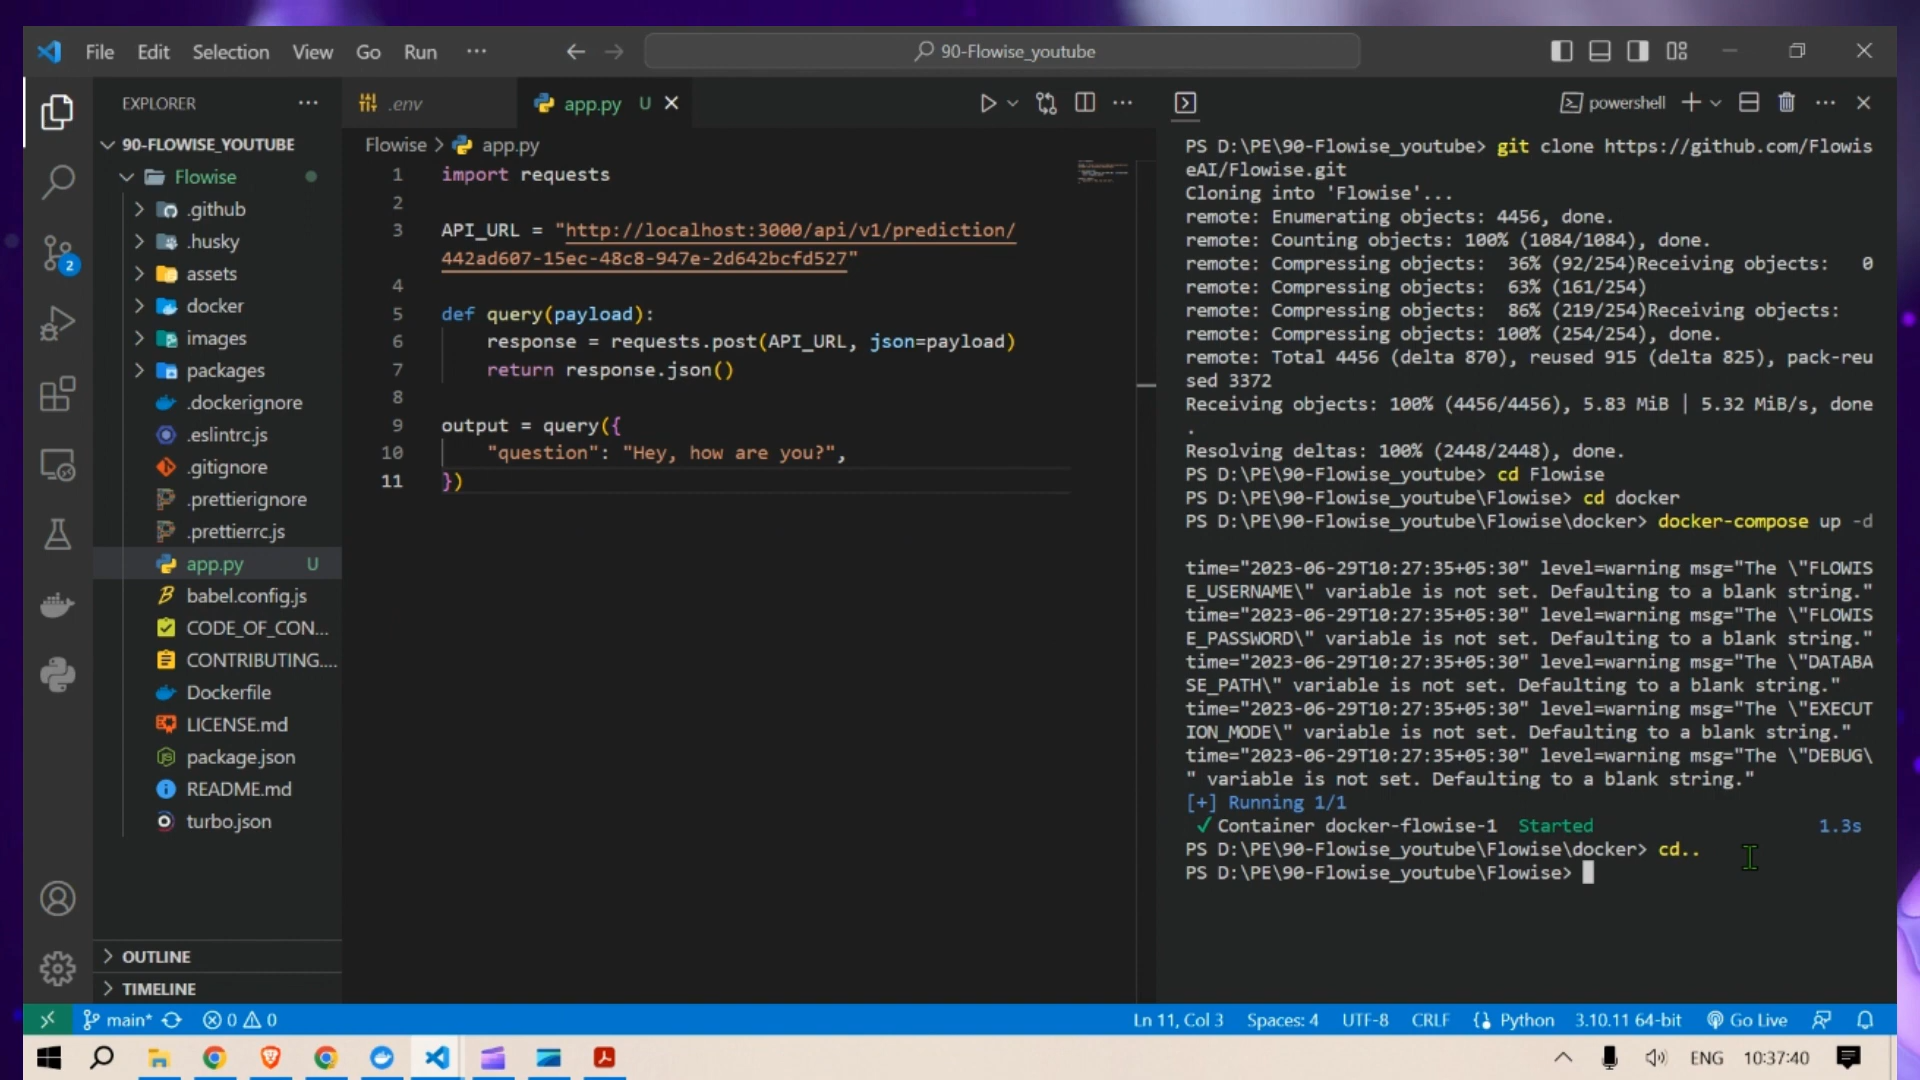 File Edit Selection View Go Run ···
90-Flowise_youtube
EXPLORER
90-FLOWISE_YOUTUBE
Flowise
.github
.husky
assets
docker
images
packages
.dockerignore
.eslintrc.js
.gitignore
.prettierignore
.prettierrc.js
app.py U
babel.config.js
CODE_OF_CON...
CONTRIBUTING....
Dockerfile
LICENSE.md
package.json
README.md
turbo.json
OUTLINE
TIMELINE
.env
app.py U
Flowise > app.py
1 import requests
2
3 API_URL = "http://localhost:3000/api/v1/prediction/
442ad607-15ec-48c8-947e-2d642bcfd527"
4
5 def query(payload):
6 response = requests.post(API_URL, json=payload)
7 return response.json()
8
9 output = query({
10 "question": "Hey, how are you?",
11 })
powershell
PS D:\PE\90-Flowise_youtube> git clone https://github.com/Flowis
eAI/Flowise.git
Cloning into 'Flowise'...
remote: Enumerating objects: 4456, done.
remote: Counting objects: 100% (1084/1084), done.
remote: Compressing objects:  36% (92/254)Receiving objects:   0
remote: Compressing objects:  63% (161/254)
remote: Compressing objects:  86% (219/254)Receiving objects:
remote: Compressing objects: 100% (254/254), done.
remote: Total 4456 (delta 870), reused 915 (delta 825), pack-reu
sed 3372
Receiving objects: 100% (4456/4456), 5.83 MiB | 5.32 MiB/s, done
.
Resolving deltas: 100% (2448/2448), done.
PS D:\PE\90-Flowise_youtube> cd Flowise
PS D:\PE\90-Flowise_youtube\Flowise> cd docker
PS D:\PE\90-Flowise_youtube\Flowise\docker> docker-compose up -d
time="2023-06-29T10:27:35+05:30" level=warning msg="The \"FLOWIS
E_USERNAME\" variable is not set. Defaulting to a blank string."
time="2023-06-29T10:27:35+05:30" level=warning msg="The \"FLOWIS
E_PASSWORD\" variable is not set. Defaulting to a blank string."
time="2023-06-29T10:27:35+05:30" level=warning msg="The \"DATABA
SE_PATH\" variable is not set. Defaulting to a blank string."
time="2023-06-29T10:27:35+05:30" level=warning msg="The \"EXECUT
ION_MODE\" variable is not set. Defaulting to a blank string."
time="2023-06-29T10:27:35+05:30" level=warning msg="The \"DEBUG\
" variable is not set. Defaulting to a blank string."
[+] Running 1/1
✓ Container docker-flowise-1 Started 1.3s
PS D:\PE\90-Flowise_youtube\Flowise\docker> cd..
PS D:\PE\90-Flowise_youtube\Flowise>
2
main* 0 0 Ln 11, Col 3 Spaces: 4 UTF-8 CRLF Python 3.10.11 64-bit Go Live
ENG 10:37:40